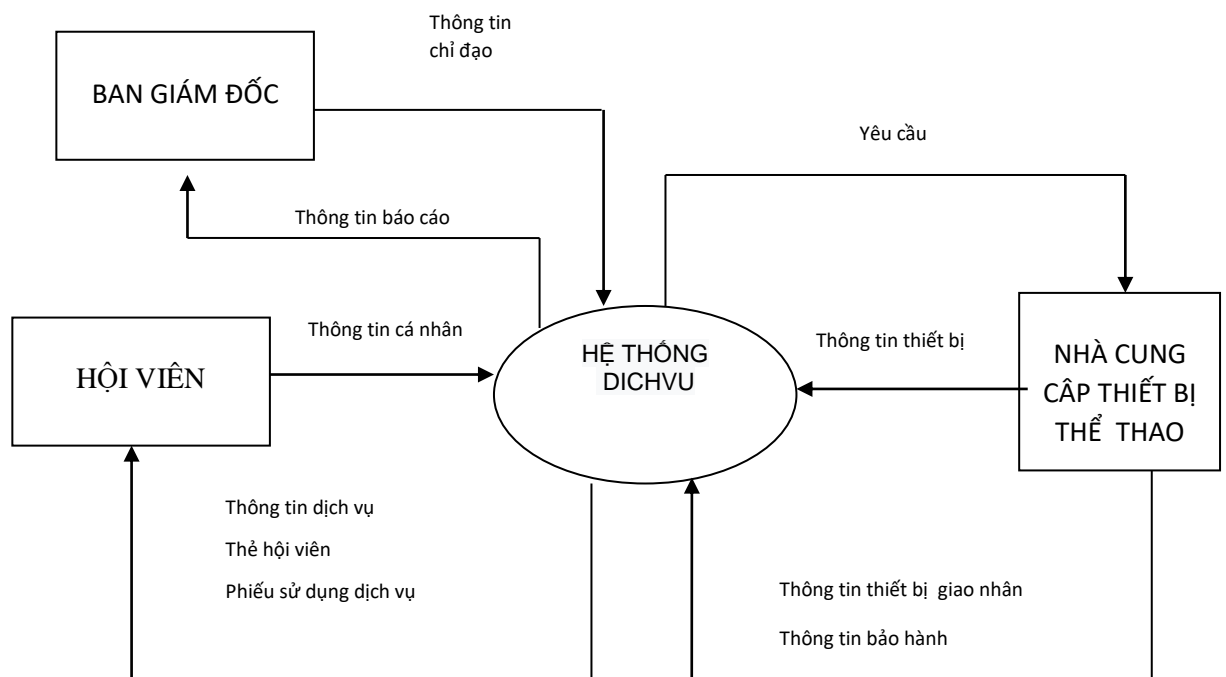 Thông tin
chỉ đạo
BAN GIÁM ĐỐC
Yêu cầu
Thông tin báo cáo
Thông tin cá nhân
HỘI VIÊN
HỆ THỐNG
DICHVU
Thông tin thiết bị
NHÀ CUNG
CÂP THIẾT BỊ
THỂ THAO
Thông tin dịch vụ
Thẻ hội viên
Phiếu sử dụng dịch vụ
Thông tin thiết bị giao nhân
Thông tin bảo hành